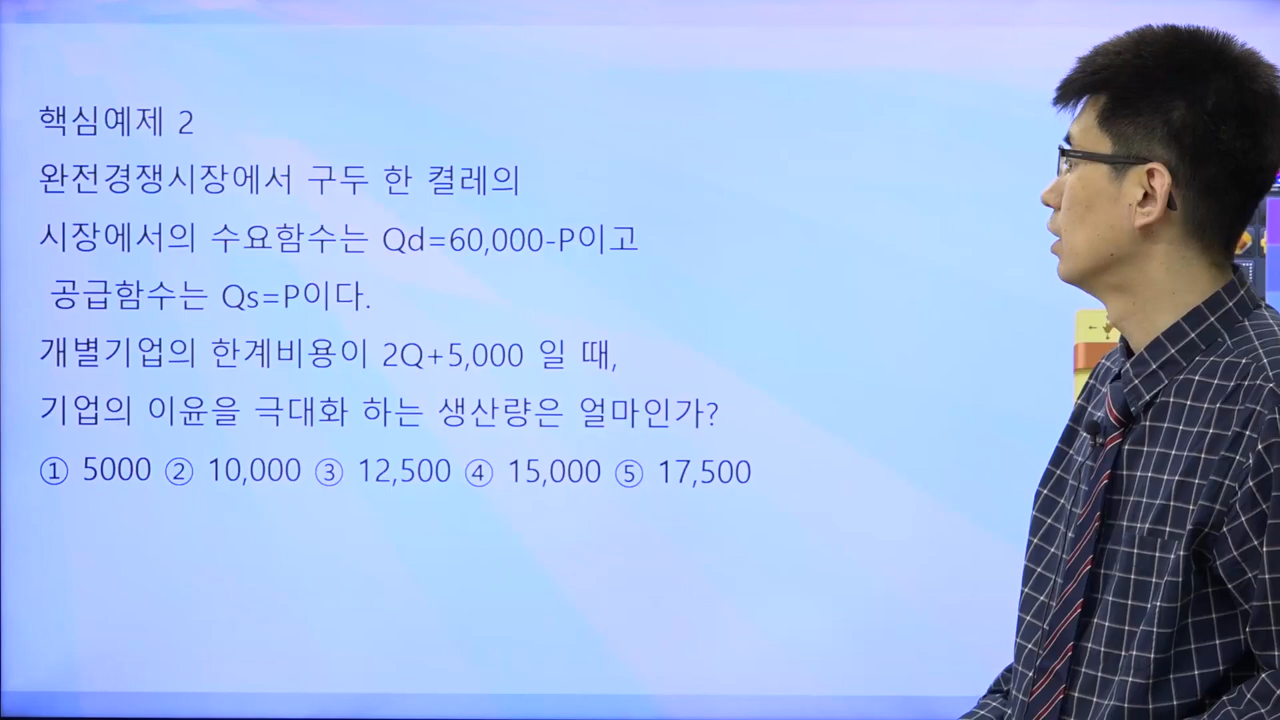 핵심예제 2
완전경쟁시장에서 구두 한 켤레의
시장에서의 수요함수는 Qd=60,000-P이고
공급함수는 Qs=P이다.
개별기업의 한계비용이 2Q+5,000 일 때,
기업의 이윤을 극대화 하는 생산량은 얼마인가?
① 5000 ② 10,000 ③ 12,500 ④ 15,000 ⑤ 17,500